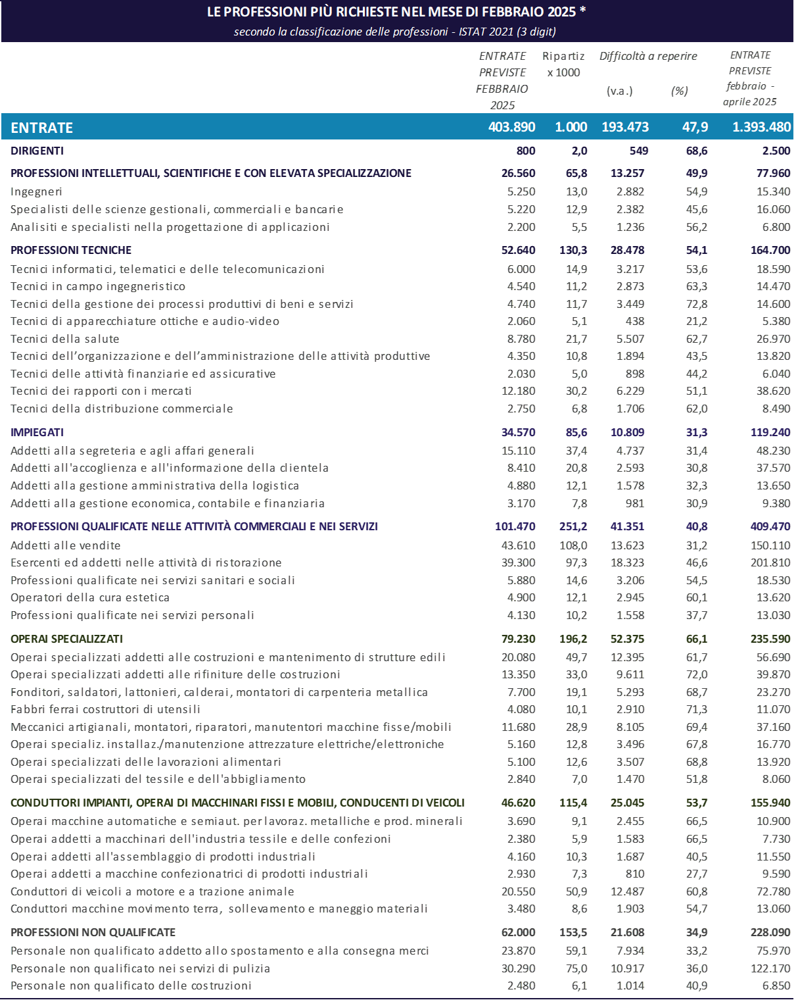 LE PROFESSIONI PIÙ RICHIESTE NEL MESE DI FEBBRAIO 2025 *
secondo la classificazione delle professioni - ISTAT 2021 (3 digit)
ENTRATE PREVISTE FEBBRAIO 2025 Ripartiz x 1000 Difficoltà a reperire (v.a.) (%) ENTRATE PREVISTE febbraio - aprile 2025
ENTRATE 403.890 1.000 193.473 47,9 1.393.480
DIRIGENTI 800 2,0 549 68,6 2.500
PROFESSIONI INTELLETTUALI, SCIENTIFICHE E CON ELEVATA SPECIALIZZAZIONE 26.560 65,8 13.257 49,9 77.960
Ingegneri 5.250 13,0 2.882 54,9 15.340
Specialisti delle scienze gestionali, commerciali e bancarie 5.220 12,9 2.382 45,6 16.060
Analisiti e specialisti nella progettazione di applicazioni 2.200 5,5 1.236 56,2 6.800
PROFESSIONI TECNICHE 52.640 130,3 28.478 54,1 164.700
Tecnici informatici, telematici e delle telecomunicazioni 6.000 14,9 3.217 53,6 18.590
Tecnici in campo ingegneristico 4.540 11,2 2.873 63,3 14.470
Tecnici della gestione dei processi produttivi di beni e servizi 4.740 11,7 3.449 72,8 14.600
Tecnici di apparecchiature ottiche e audio-video 2.060 5,1 438 21,2 5.380
Tecnici della salute 8.780 21,7 5.507 62,7 26.970
Tecnici dell’organizzazione e dell’amministrazione delle attività produttive 4.350 10,8 1.894 43,5 13.820
Tecnici delle attività finanziarie ed assicurative 2.030 5,0 898 44,2 6.040
Tecnici dei rapporti con i mercati 12.180 30,2 6.229 51,1 38.620
Tecnici della distribuzione commerciale 2.750 6,8 1.706 62,0 8.490
IMPIEGATI 34.570 85,6 10.809 31,3 119.240
Addetti alla segreteria e agli affari generali 15.110 37,4 4.737 31,4 48.230
Addetti all'accoglienza e all'informazione della clientela 8.410 20,8 2.593 30,8 37.570
Addetti alla gestione amministrativa della logistica 4.880 12,1 1.578 32,3 13.650
Addetti alla gestione economica, contabile e finanziaria 3.170 7,8 981 30,9 9.380
PROFESSIONI QUALIFICATE NELLE ATTIVITÀ COMMERCIALI E NEI SERVIZI 101.470 251,2 41.351 40,8 409.470
Addetti alle vendite 43.610 108,0 13.623 31,2 150.110
Esercenti ed addetti nelle attività di ristorazione 39.300 97,3 18.323 46,6 201.810
Professioni qualificate nei servizi sanitari e sociali 5.880 14,6 3.206 54,5 18.530
Operatori della cura estetica 4.900 12,1 2.945 60,1 13.620
Professioni qualificate nei servizi personali 4.130 10,2 1.558 37,7 13.030
OPERAI SPECIALIZZATI 79.230 196,2 52.375 66,1 235.590
Operai specializzati addetti alle costruzioni e mantenimento di strutture edili 20.080 49,7 12.395 61,7 56.690
Operai specializzati addetti alle rifiniture delle costruzioni 13.350 33,0 9.611 72,0 39.870
Fonditori, saldatori, lattonieri, calderai, montatori di carpenteria metallica 7.700 19,1 5.293 68,7 23.270
Fabbri ferrai costruttori di utensili 4.080 10,1 2.910 71,3 11.070
Meccanici artigianali, montatori, riparatori, manutentori macchine fisse/mobili 11.680 28,9 8.105 69,4 37.160
Operai specializ. installaz./manutenzione attrezzature elettriche/elettroniche 5.160 12,8 3.496 67,8 16.770
Operai specializzati delle lavorazioni alimentari 5.100 12,6 3.507 68,8 13.920
Operai specializzati del tessile e dell'abbigliamento 2.840 7,0 1.470 51,8 8.060
CONDUTTORI IMPIANTI, OPERAI DI MACCHINARI FISSI E MOBILI, CONDUCENTI DI VEICOLI 46.620 115,4 25.045 53,7 155.940
Operai macchine automatiche e semiaut. per lavoraz. metalliche e prod. minerali 3.690 9,1 2.455 66,5 10.900
Operai addetti a macchinari dell'industria tessile e delle confezioni 2.380 5,9 1.583 66,5 7.730
Operai addetti all'assemblaggio di prodotti industriali 4.160 10,3 1.687 40,5 11.550
Operai addetti a macchine confezionatrici di prodotti industriali 2.930 7,3 810 27,7 9.590
Conduttori di veicoli a motore e a trazione animale 20.550 50,9 12.487 60,8 72.780
Conduttori macchine movimento terra, sollevamento e maneggio materiali 3.480 8,6 1.903 54,7 13.060
PROFESSIONI NON QUALIFICATE 62.000 153,5 21.608 34,9 228.090
Personale non qualificato addetto allo spostamento e alla consegna merci 23.870 59,1 7.934 33,2 75.970
Personale non qualificato nei servizi di pulizia 30.290 75,0 10.917 36,0 122.170
Personale non qualificato delle costruzioni 2.480 6,1 1.014 40,9 6.850